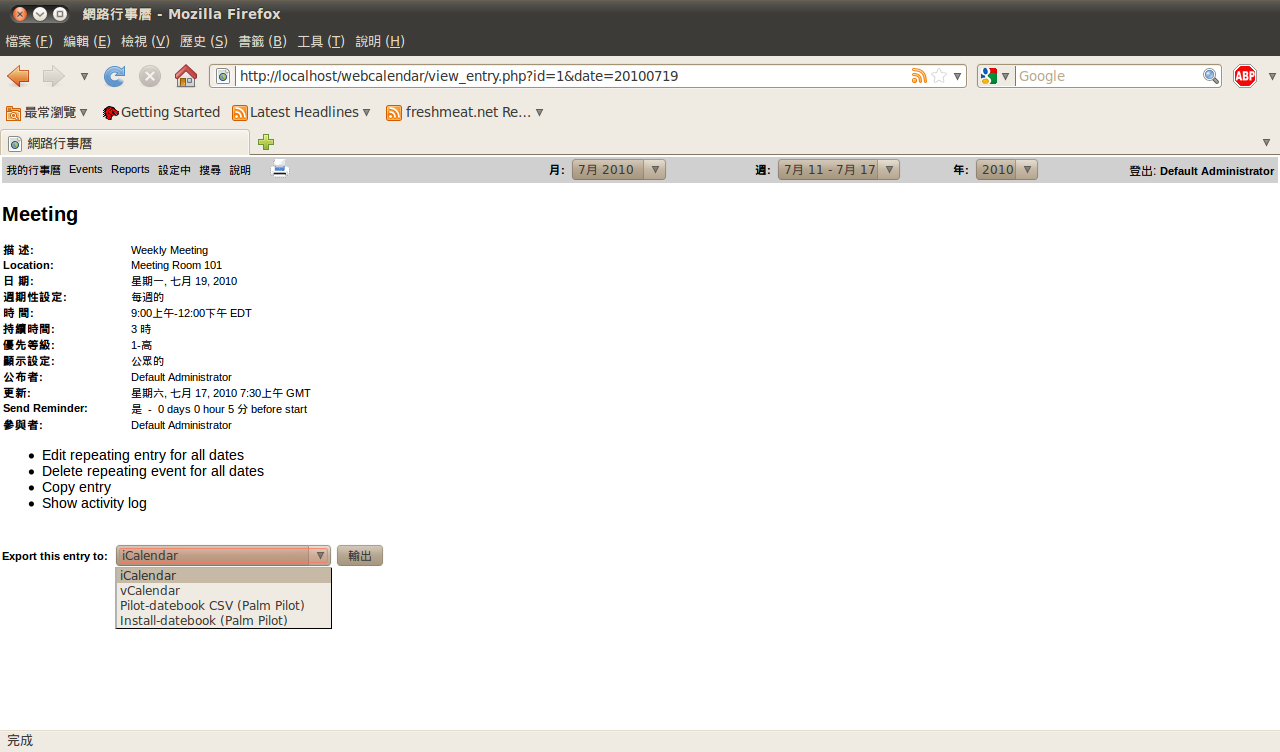 網路行事曆 - Mozilla Firefox
檔案 (F) 編輯 (E) 檢視 (V) 歷史 (S) 書籤 (B) 工具 (T) 說明 (H)
http://localhost/webcalendar/view_entry.php?id=1&date=20100719 Google ABP
最常瀏覽 Getting Started Latest Headlines freshmeat.net Re...
網路行事曆
我的行事曆 Events Reports 設定中 搜尋 說明 月: 7月 2010 週: 7月 11 - 7月 17 年: 2010 登出: Default Administrator
Meeting
描 述: Weekly Meeting
Location: Meeting Room 101
日 期: 星期一, 七月 19, 2010
週期性設定: 每週的
時 間: 9:00上午-12:00下午 EDT
持續時間: 3 時
優先等級: 1-高
顯示設定: 公眾的
公布者: Default Administrator
更新: 星期六, 七月 17, 2010 7:30上午 GMT
Send Reminder: 是 - 0 days 0 hour 5 分 before start
參與者: Default Administrator
• Edit repeating entry for all dates
• Delete repeating event for all dates
• Copy entry
• Show activity log
Export this entry to: iCalendar 輸出
iCalendar
vCalendar
Pilot-datebook CSV (Palm Pilot)
Install-datebook (Palm Pilot)
完成